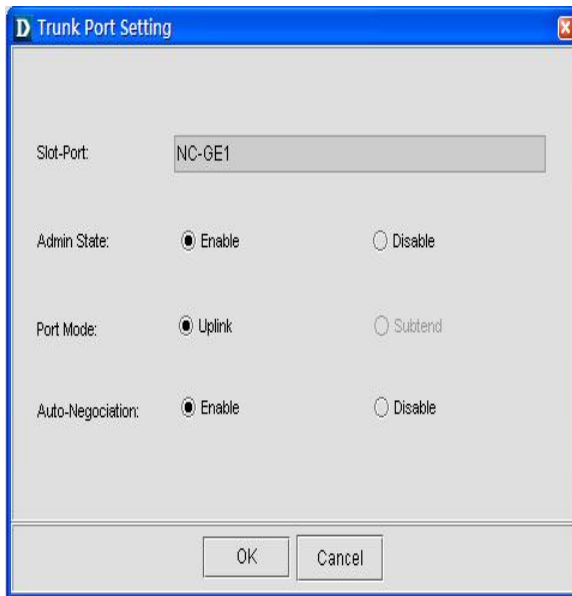 D Trunk Port Setting
Slot-Port: NC-GE1
Admin State: Enable Disable
Port Mode: Uplink Subtend
Auto-Negociation: Enable Disable
OK Cancel